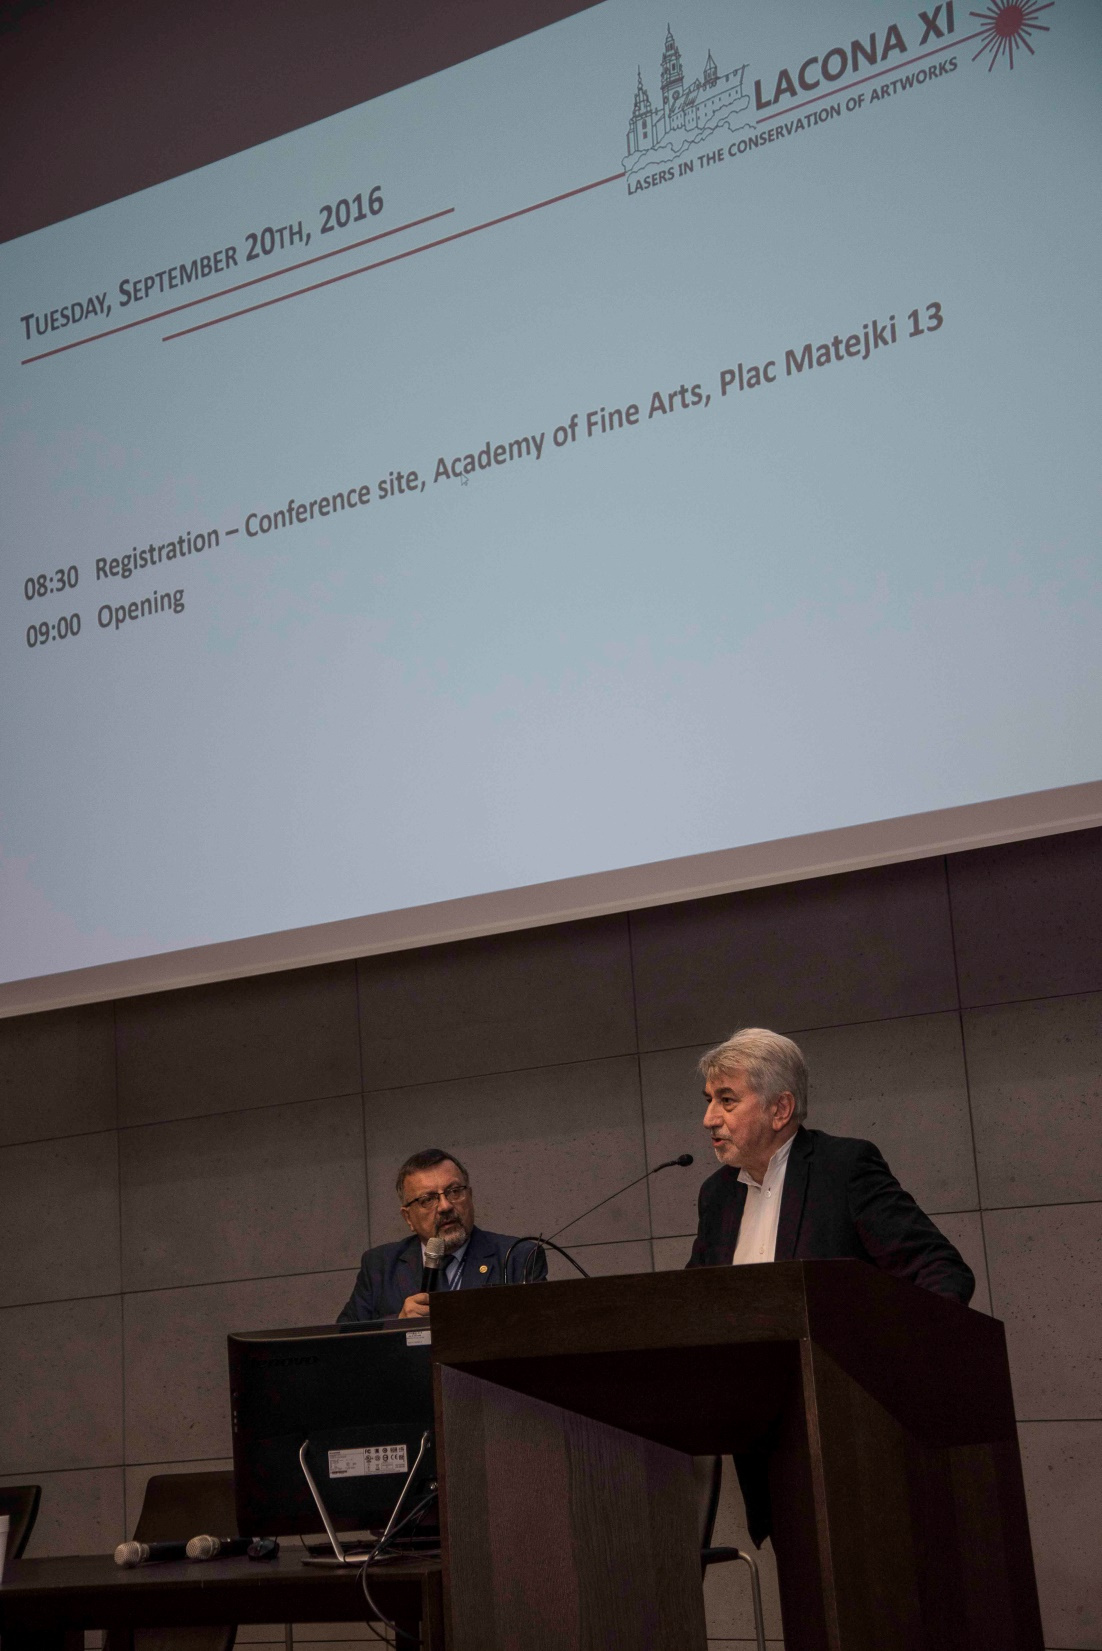 LACONA XI
LASERS IN THE CONSERVATION OF ARTWORKS
TUESDAY, SEPTEMBER 20TH, 2016
08:30 Registration – Conference site, Academy of Fine Arts, Plac Matejki 13
09:00 Opening
lenovo